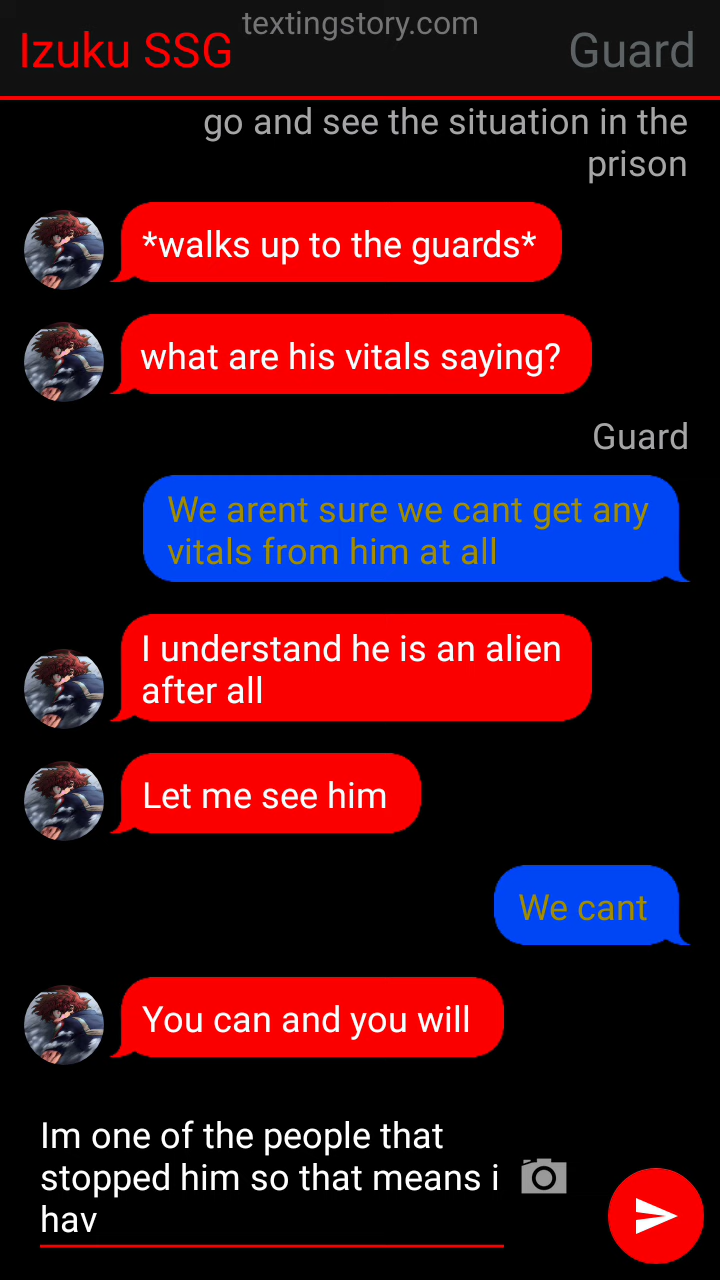 textingstory.com
Izuku SSG
Guard
go and see the situation in the
prison
*walks up to the guards*
what are his vitals saying?
Guard
We arent sure we cant get any
vitals from him at all
I understand he is an alien
after all
Let me see him
We cant
You can and you will
Im one of the people that
stopped him so that means i
hav